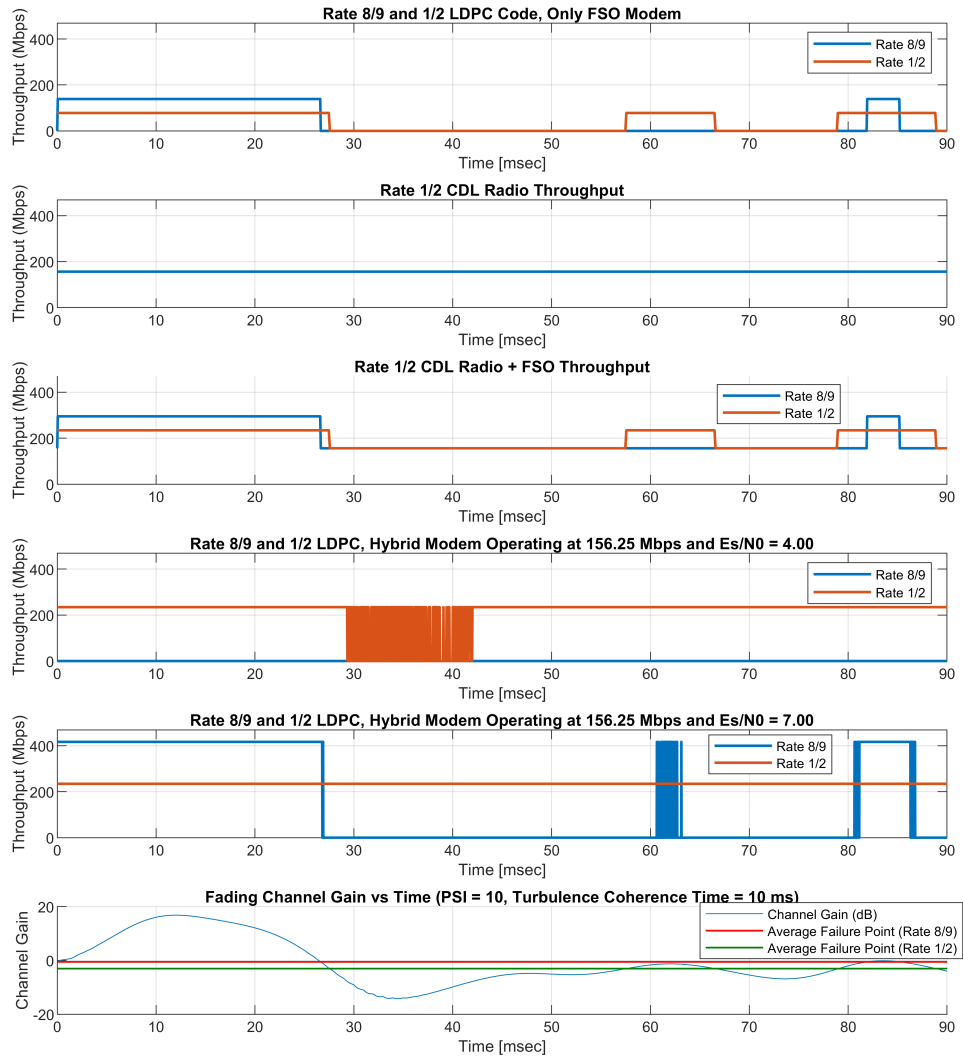 Rate 8/9 and 1/2 LDPC Code, Only FSO Modem
Throughput (Mbps)
400
200
0
Rate 8/9
Rate 1/2
0 10 20 30 40 50 60 70 80 90
Time [msec]
Rate 1/2 CDL Radio Throughput
Throughput (Mbps)
400
200
0
0 10 20 30 40 50 60 70 80 90
Time [msec]
Rate 1/2 CDL Radio + FSO Throughput
Throughput (Mbps)
400
200
0
Rate 8/9
Rate 1/2
0 10 20 30 40 50 60 70 80 90
Time [msec]
Rate 8/9 and 1/2 LDPC, Hybrid Modem Operating at 156.25 Mbps and Es/N0 = 4.00
Throughput (Mbps)
400
200
0
Rate 8/9
Rate 1/2
0 10 20 30 40 50 60 70 80 90
Time [msec]
Rate 8/9 and 1/2 LDPC, Hybrid Modem Operating at 156.25 Mbps and Es/N0 = 7.00
Throughput (Mbps)
400
200
0
Rate 8/9
Rate 1/2
0 10 20 30 40 50 60 70 80 90
Time [msec]
Fading Channel Gain vs Time (PSI = 10, Turbulence Coherence Time = 10 ms)
Channel Gain
20
0
-20
Channel Gain (dB)
Average Failure Point (Rate 8/9)
Average Failure Point (Rate 1/2)
0 10 20 30 40 50 60 70 80 90
Time [msec]